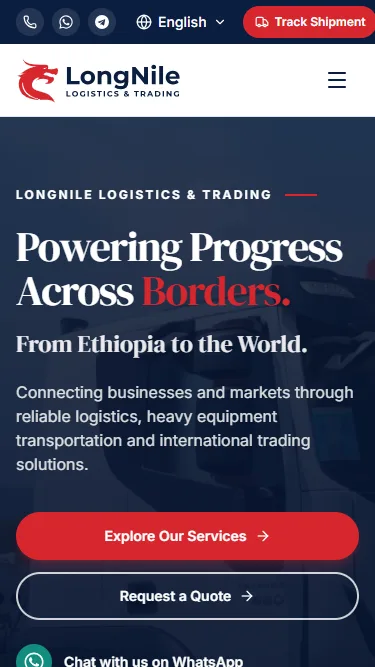 English
Track Shipment
LongNile
LOGISTICS & TRADING
LONGNILE LOGISTICS & TRADING
Powering Progress
Across Borders.
From Ethiopia to the World.
Connecting businesses and markets through
reliable logistics, heavy equipment
transportation and international trading
solutions.
Explore Our Services
Request a Quote
Chat with us on WhatsApp